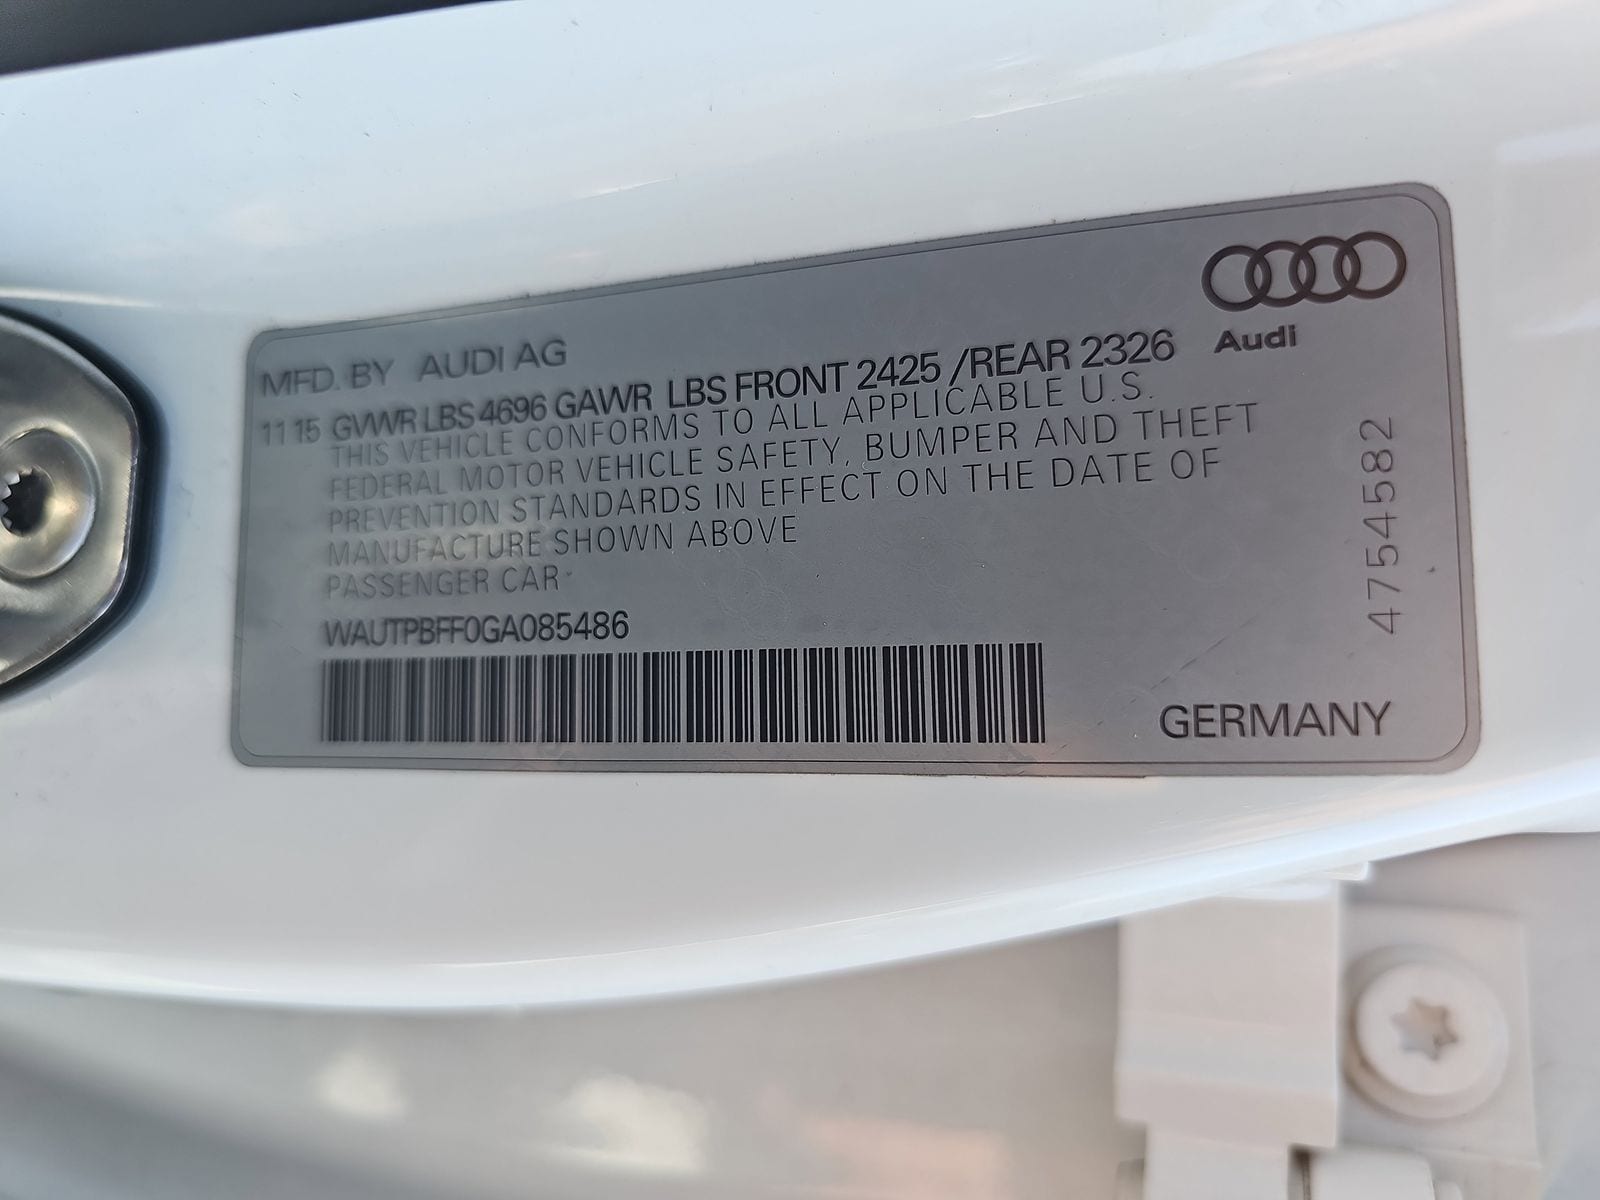 Audi
MFD. BY AUDI AG
11 15 GVWR LBS 4696 GAWR LBS FRONT 2425 /REAR 2326
THIS VEHICLE CONFORMS TO ALL APPLICABLE U.S.
FEDERAL MOTOR VEHICLE SAFETY, BUMPER AND THEFT
PREVENTION STANDARDS IN EFFECT ON THE DATE OF
MANUFACTURE SHOWN ABOVE
PASSENGER CAR
WAUTPBFF0GA085486
4754582
GERMANY